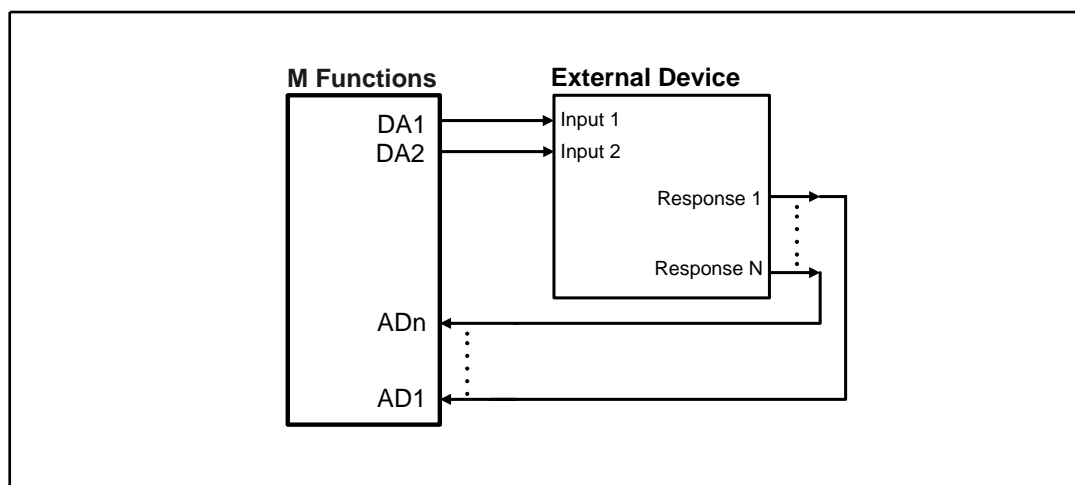 M Functions
External Device
DA1
DA2
Input 1
Input 2
Response 1
Response N
ADn
AD1